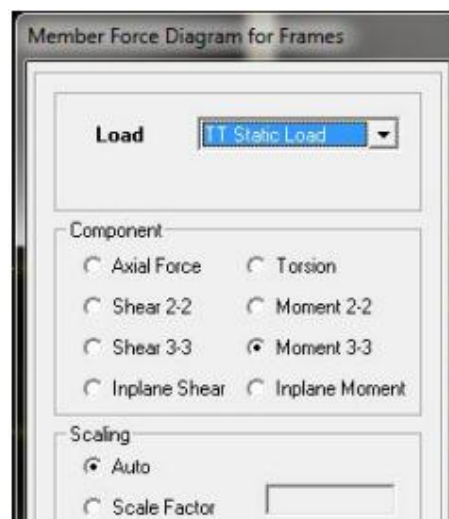 Member Force Diagram for Frames
Load TT Static Load
Component
Axial Force Torsion
Shear 2-2 Moment 2-2
Shear 3-3 Moment 3-3
Inplane Shear Inplane Moment
Scaling
Auto
Scale Factor